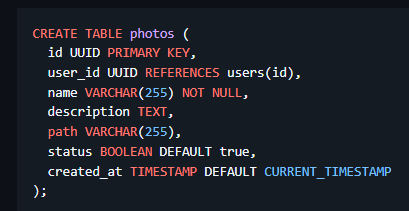 CREATE TABLE photos (
  id UUID PRIMARY KEY,
  user_id UUID REFERENCES users(id),
  name VARCHAR(255) NOT NULL,
  description TEXT,
  path VARCHAR(255),
  status BOOLEAN DEFAULT true,
  created_at TIMESTAMP DEFAULT CURRENT_TIMESTAMP
);